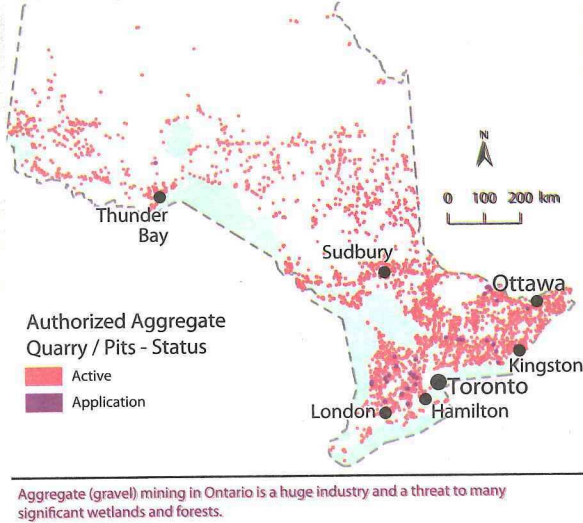 N
0 100 200 km
Thunder
Bay
Sudbury
Ottawa
Authorized Aggregate
Quarry / Pits - Status
Active
Application
Kingston
Toronto
London
Hamilton
Aggregate (gravel) mining in Ontario is a huge industry and a threat to many
significant wetlands and forests.